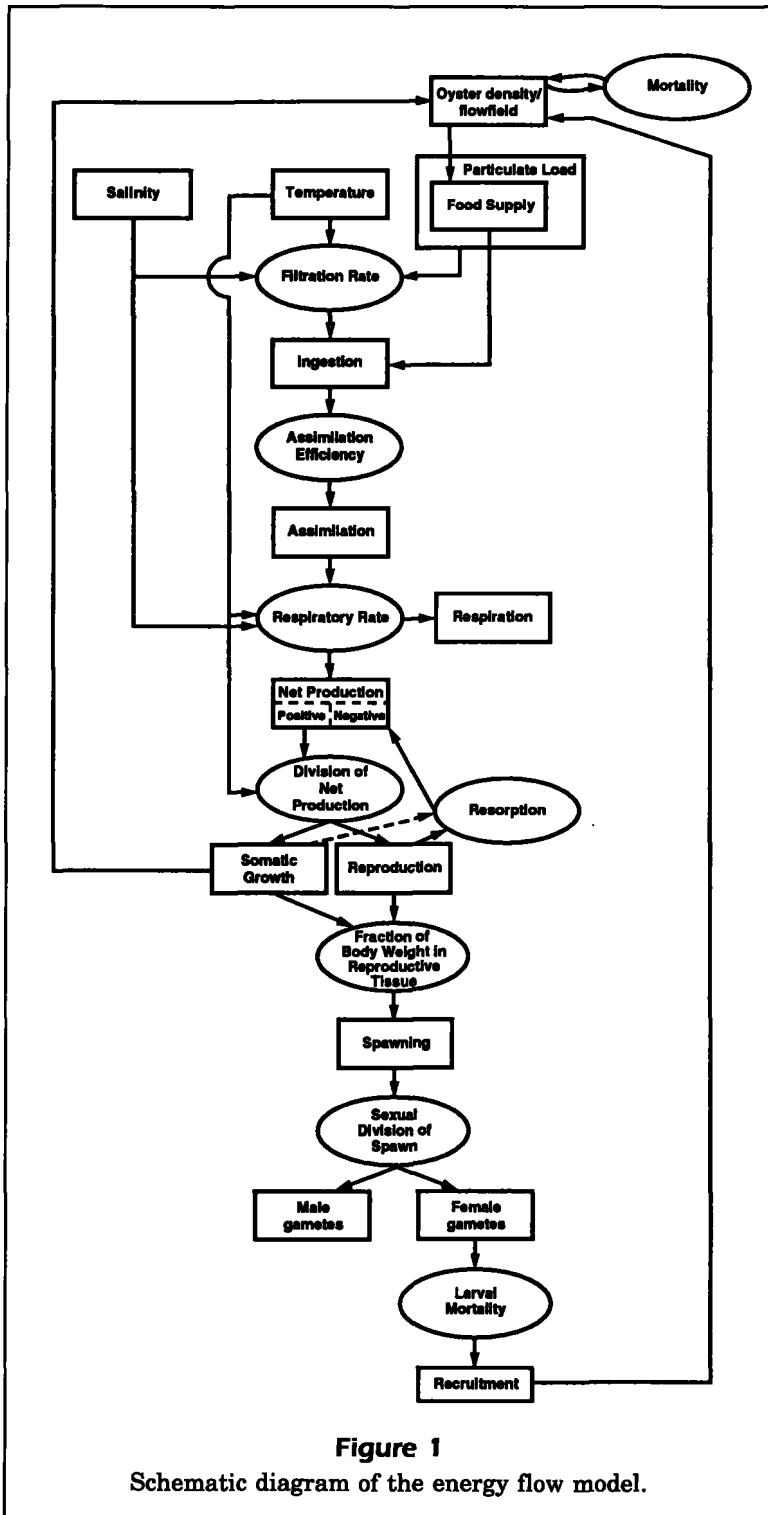 Oyster density/
flowfield
Mortality
Particulate Load
Salinity
Temperature
Food Supply
Filtration Rate
Ingestion
Assimilation
Efficiency
Assimilation
Respiratory Rate
Respiration
Net Production
Positive
Negative
Division of
Net
Production
Resorption
Somatic
Growth
Reproduction
Fraction of
Body Weight in
Reproductive
Tissue
Spawning
Sexual
Division of
Spawn
Male
gametes
Female
gametes
Larval
Mortality
Recruitment
Figure 1
Schematic diagram of the energy flow model.